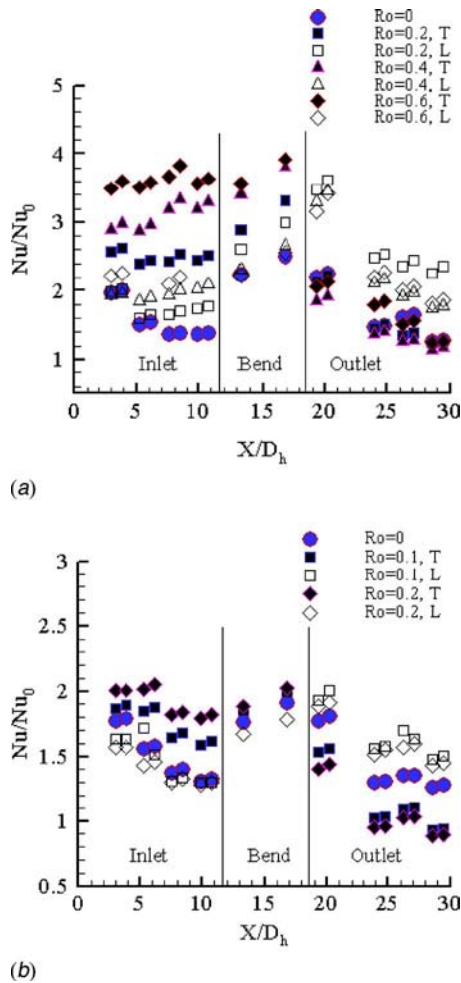 Ro=0
Ro=0.2, T
Ro=0.2, L
Ro=0.4, T
Ro=0.4, L
Ro=0.6, T
Ro=0.6, L
5
4
3
2
1
Nu/Nu0
Inlet
Bend
Outlet
0 5 10 15 20 25 30
X/Dh
(a)
Ro=0
Ro=0.1, T
Ro=0.1, L
Ro=0.2, T
Ro=0.2, L
3
2.5
2
1.5
1
0.5
Nu/Nu0
Inlet
Bend
Outlet
0 5 10 15 20 25 30
X/Dh
(b)